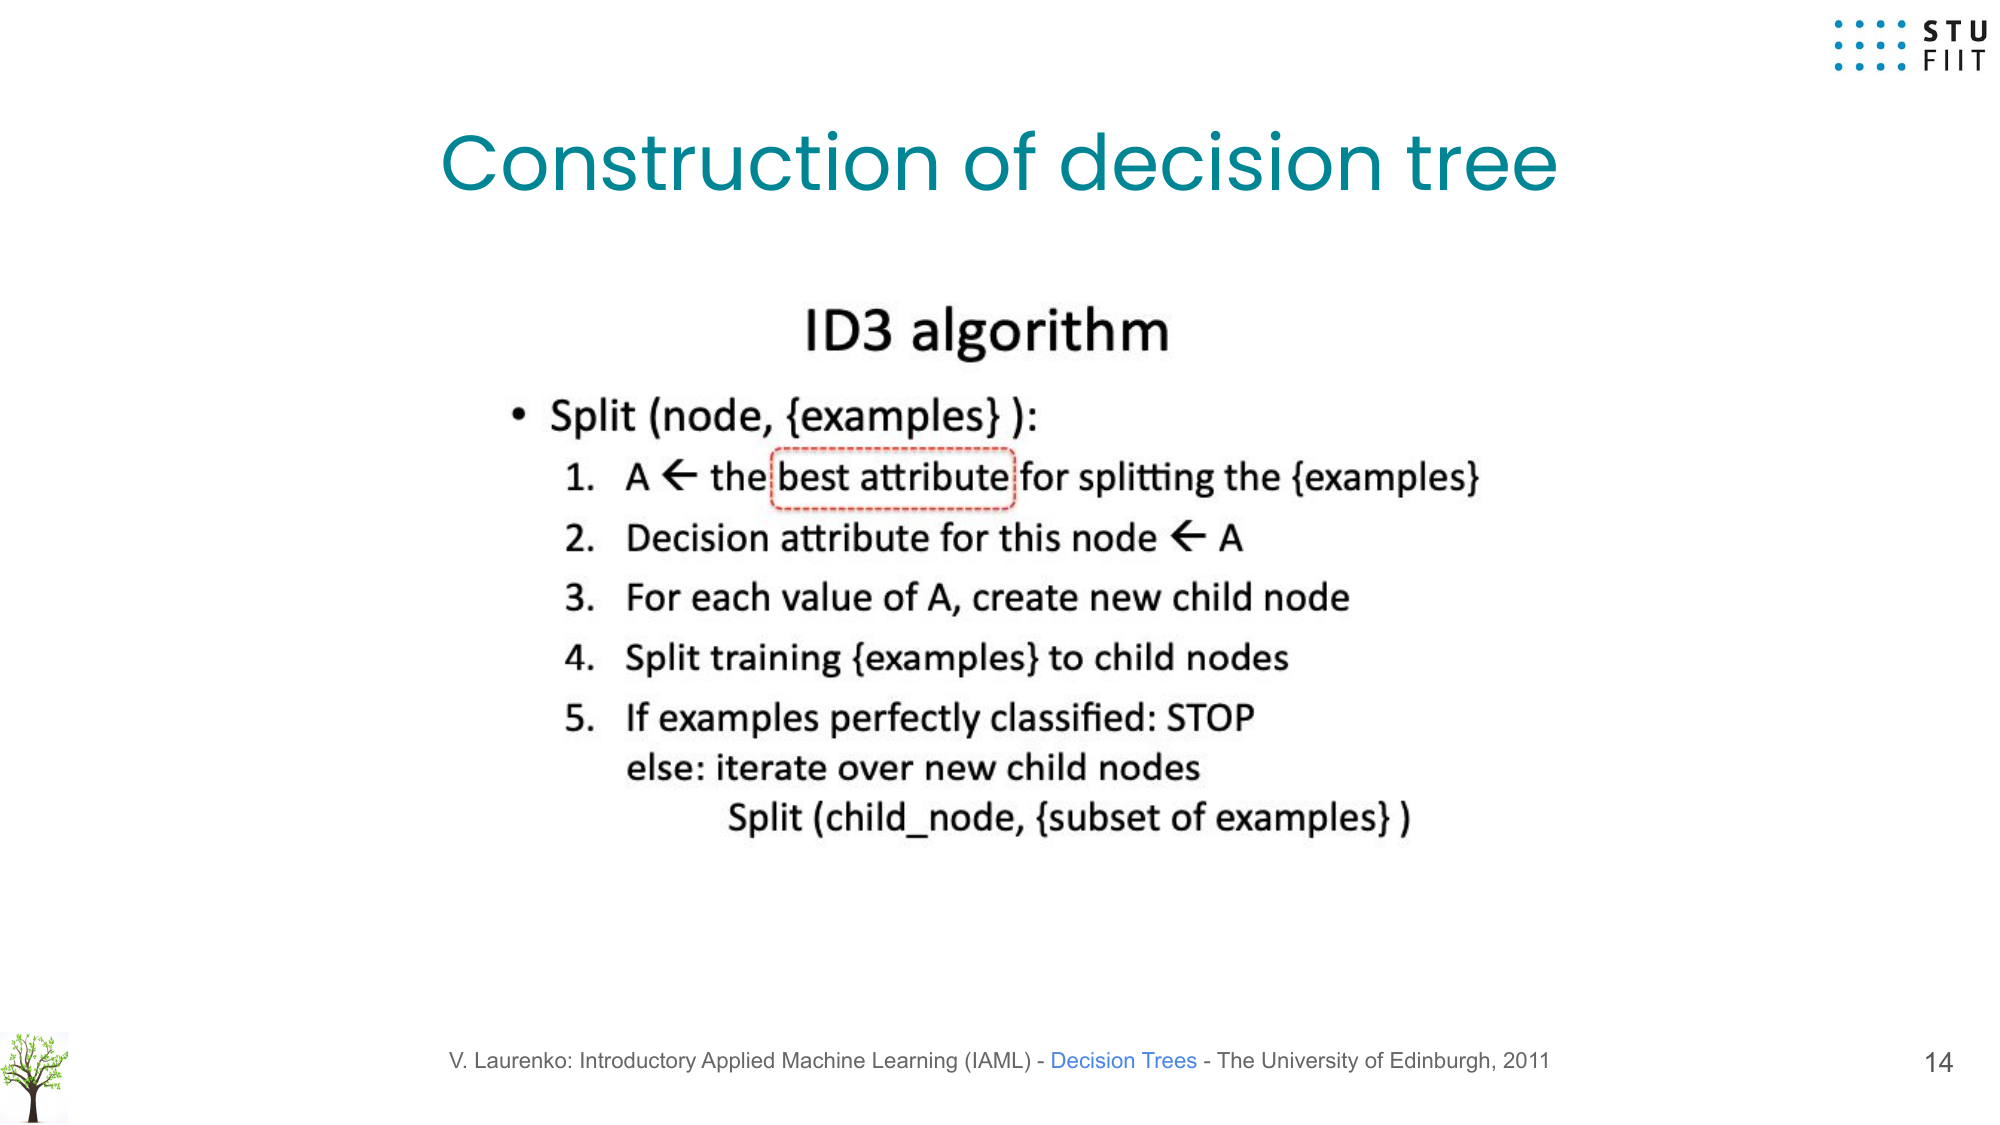 STU
FIIT
Construction of decision tree
ID3 algorithm
• Split (node, {examples} ):
1. A ← the best attribute for splitting the {examples}
2. Decision attribute for this node ← A
3. For each value of A, create new child node
4. Split training {examples} to child nodes
5. If examples perfectly classified: STOP
else: iterate over new child nodes
Split (child_node, {subset of examples} )
V. Laurenko: Introductory Applied Machine Learning (IAML) - Decision Trees - The University of Edinburgh, 2011
14